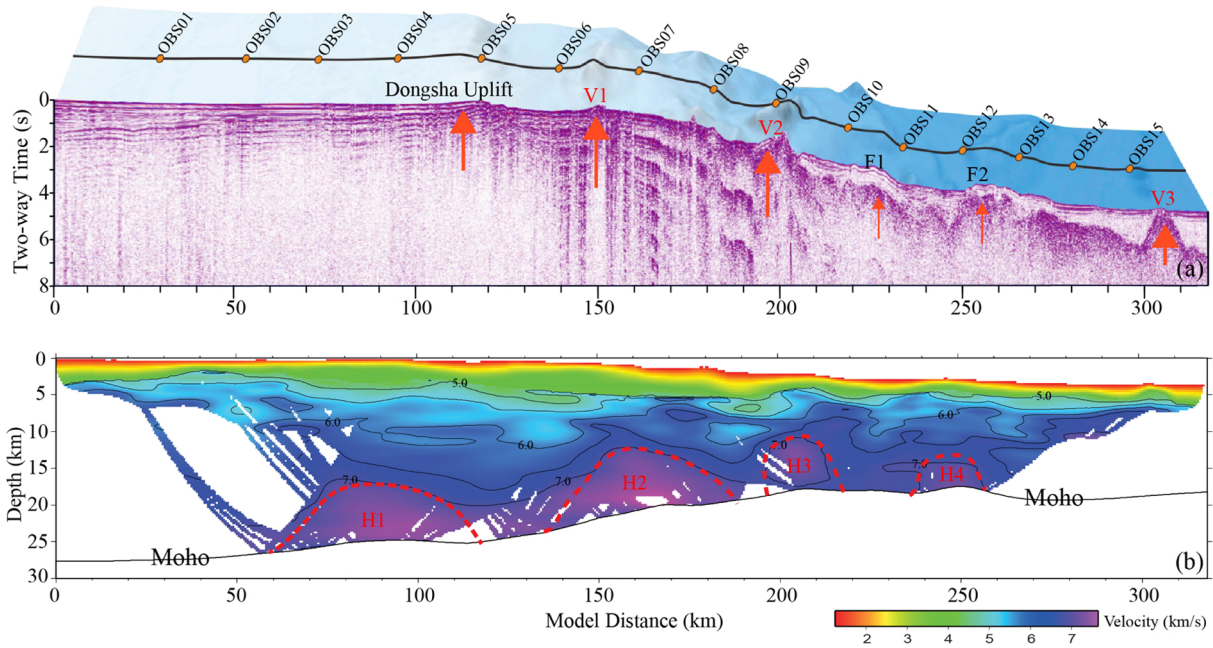 OBS01
OBS02
OBS03
OBS04
OBS05
OBS06
OBS07
OBS08
OBS09
OBS10
OBS11
OBS12
OBS13
OBS14
OBS15
Dongsha Uplift
V1
V2
F1
F2
V3
Two-way Time (s)
0
2
4
6
8
(a)
0 50 100 150 200 250 300
Depth (km)
0
5
10
15
20
25
30
5.0
5.0
6.0
6.0
6.0
7.0
7.0
7.0
7.0
H1
H2
H3
H4
Moho
Moho
(b)
0 50 100 150 200 250 300
Model Distance (km)
Velocity (km/s)
2 3 4 5 6 7